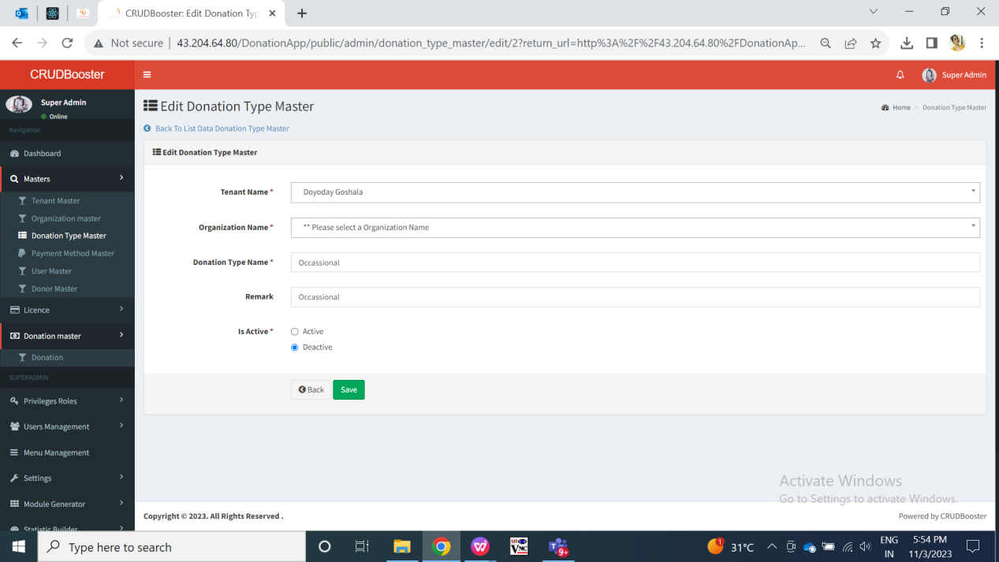 CRUDBooster: Edit Donation Typ
Not secure | 43.204.64.80/DonationApp/public/admin/donation_type_master/edit/2?return_url=http%3A%2F%2F43.204.64.80%2FDonationAp...
CRUDBooster
Super Admin
Super Admin
Online
Edit Donation Type Master
Home
Donation Type Master
Navigation
Back To List Data Donation Type Master
Dashboard
Edit Donation Type Master
Masters
Tenant Master
Organization master
Donation Type Master
Payment Method Master
User Master
Donor Master
Licence
Donation master
Donation
SUPERADMIN
Privileges Roles
Users Management
Menu Management
Settings
Module Generator
Statistic Builder
Tenant Name *
Doyoday Goshala
Organization Name *
** Please select a Organization Name
Donation Type Name *
Occassional
Remark
Occassional
Is Active *
Active
Deactive
Back
Save
Activate Windows
Go to Settings to activate Windows.
Copyright © 2023. All Rights Reserved .
Powered by CRUDBooster
Type here to search
VNC
9+
1
31°C
ENG
IN
5:54 PM
11/3/2023